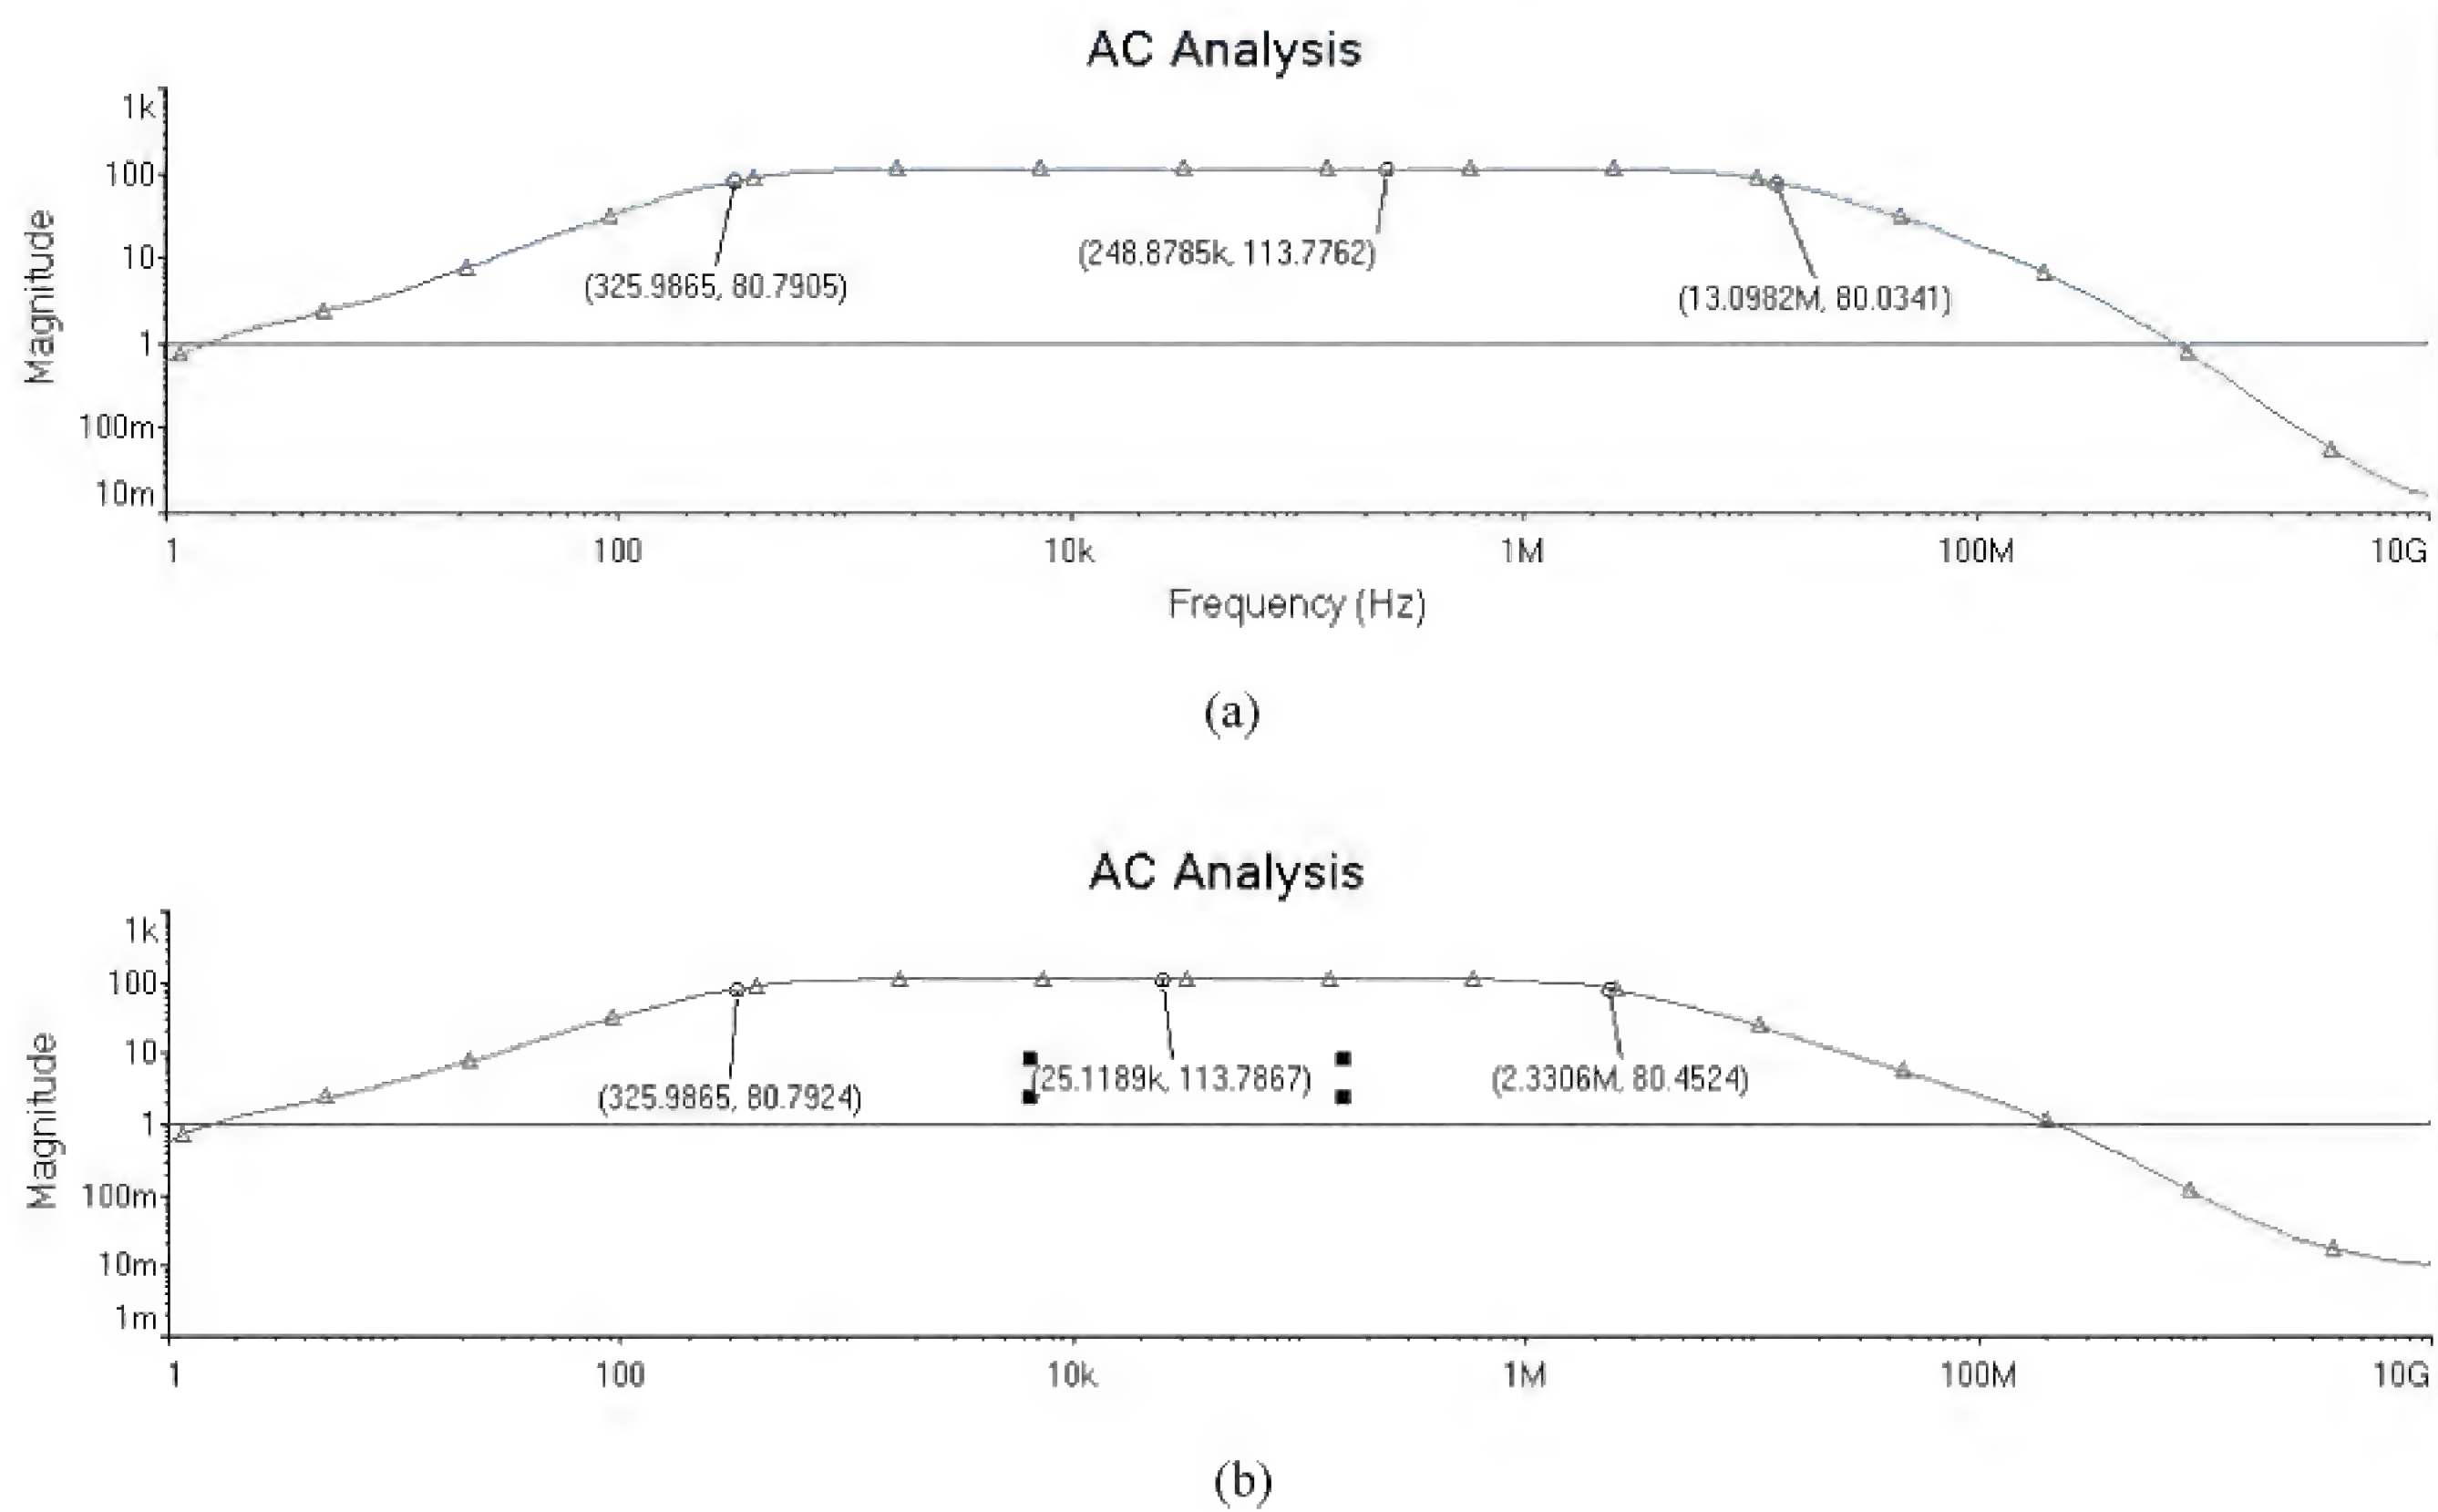 AC Analysis
Magnitude
1k
100
10
1
100m
10m
(325.9865, 80.7905)
(248.8785k, 113.7762)
(13.0982M, 80.0341)
1 100 10k 1M 100M 10G
Frequency (Hz)
(a)
AC Analysis
Magnitude
1k
100
10
1
100m
10m
1m
(325.9865, 80.7924)
(25.1189k, 113.7867)
(2.3306M, 80.4524)
1 100 10k 1M 100M 10G
(b)